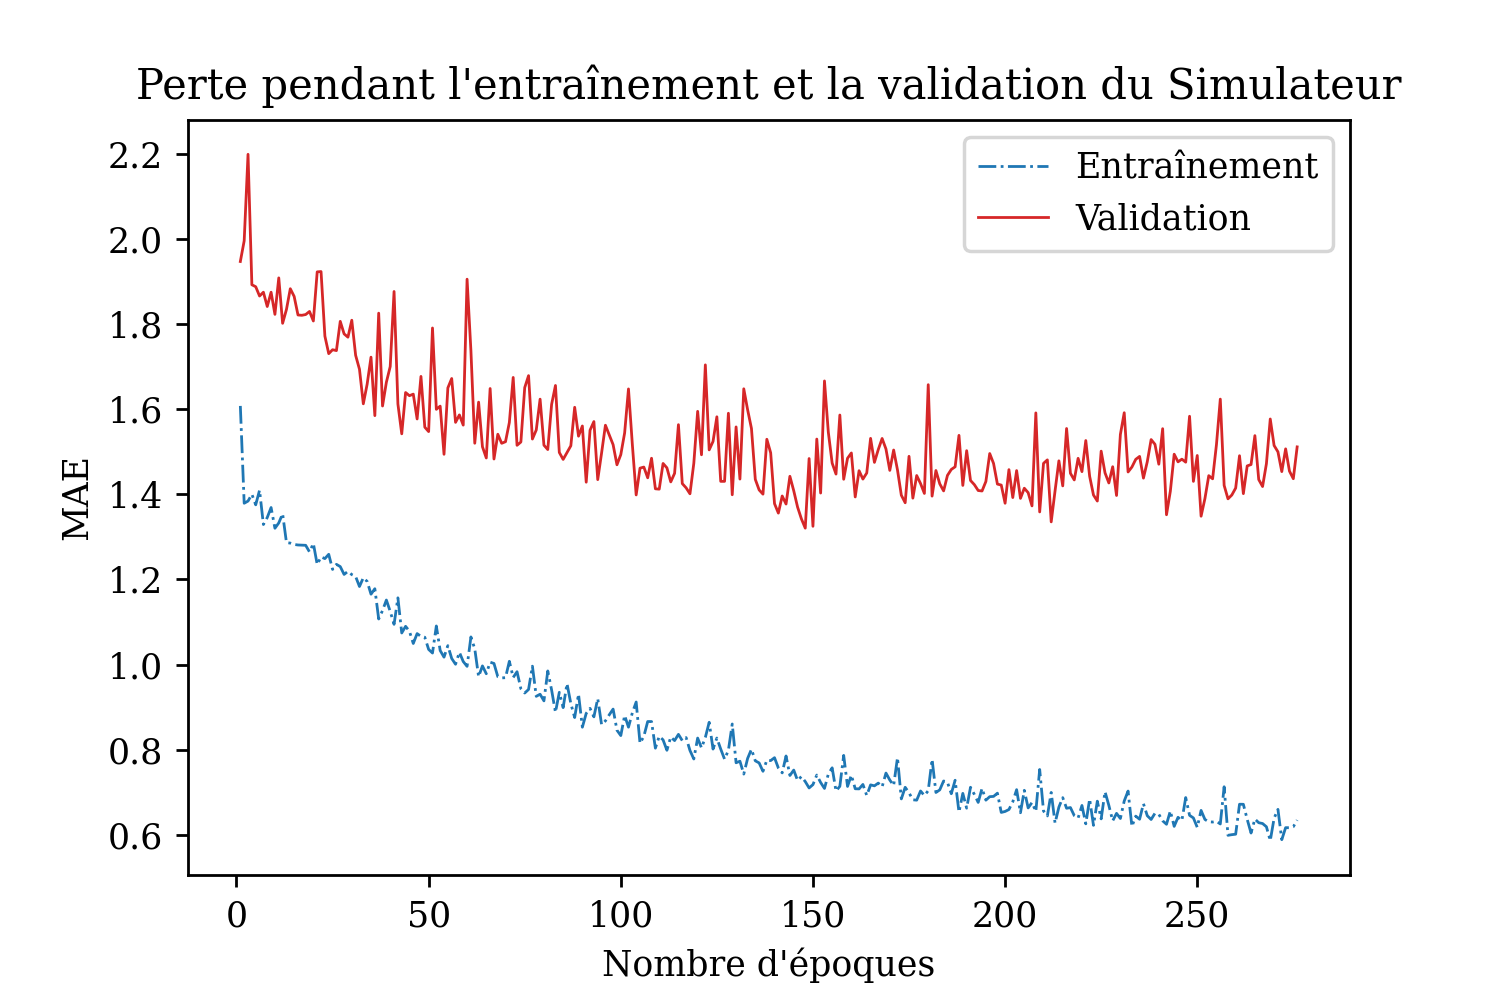 Perte pendant l'entraînement et la validation du Simulateur
Entraînement
Validation
MAE
2.2
2.0
1.8
1.6
1.4
1.2
1.0
0.8
0.6
0 50 100 150 200 250
Nombre d'époques